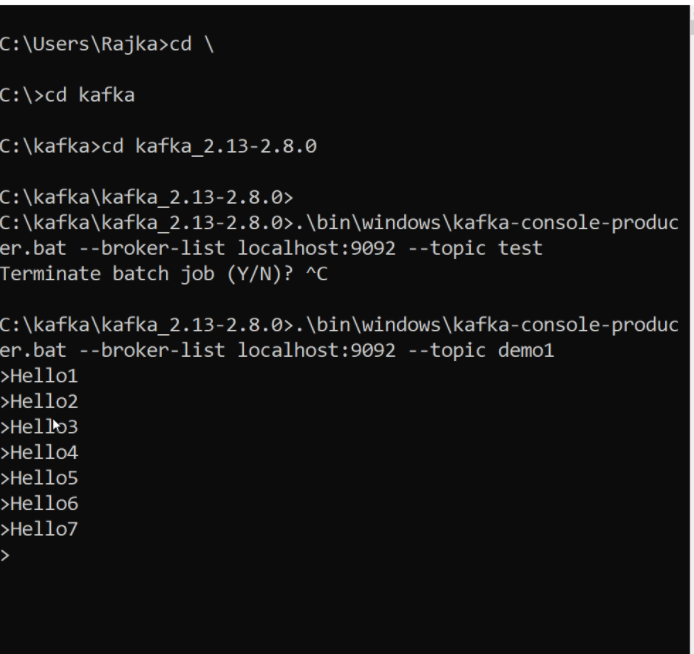 C:\Users\Rajka>cd \
C:\>cd kafka
C:\kafka>cd kafka_2.13-2.8.0
C:\kafka\kafka_2.13-2.8.0>
C:\kafka\kafka_2.13-2.8.0>.\bin\windows\kafka-console-produc
er.bat --broker-list localhost:9092 --topic test
Terminate batch job (Y/N)? ^C
C:\kafka\kafka_2.13-2.8.0>.\bin\windows\kafka-console-produc
er.bat --broker-list localhost:9092 --topic demo1
>Hello1
>Hello2
>Hello3
>Hello4
>Hello5
>Hello6
>Hello7
>